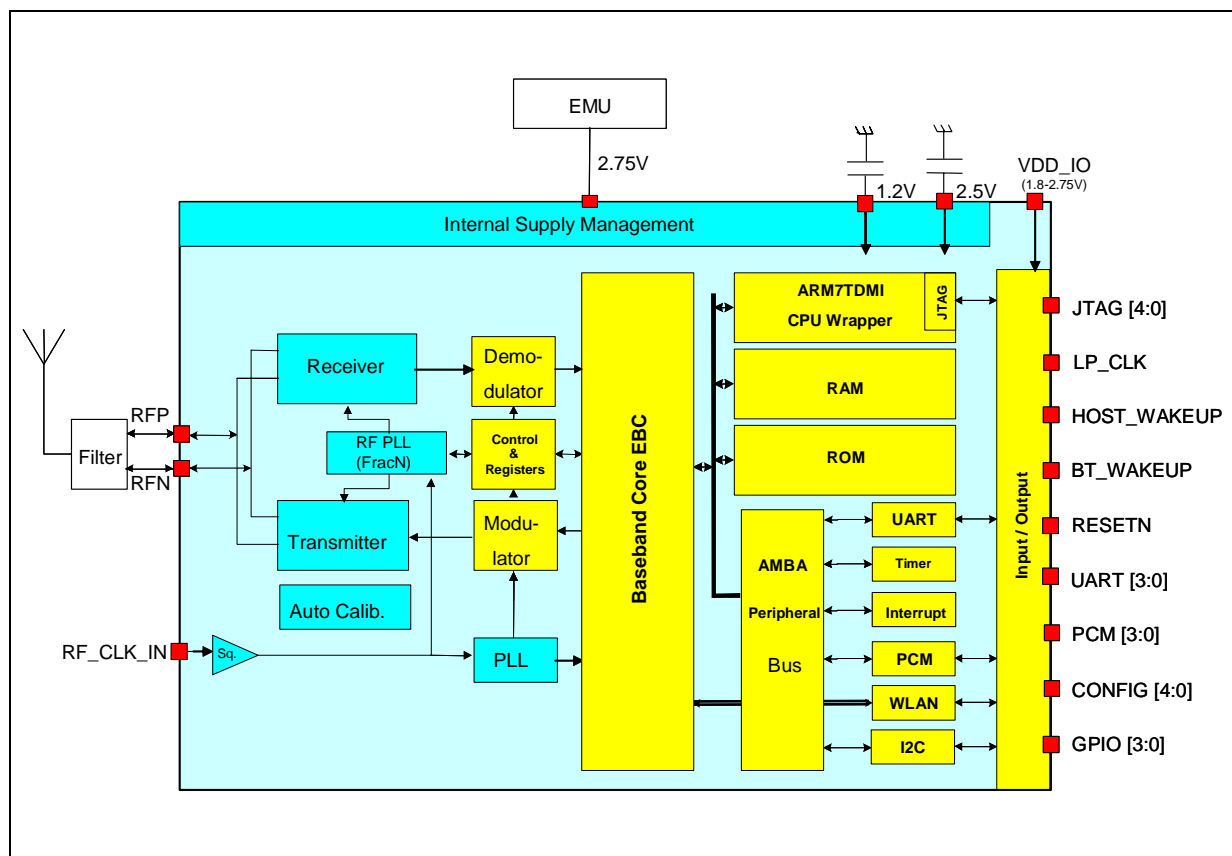 EMU
2.75V
1.2V
2.5V
VDD_IO
(1.8-2.75V)
Internal Supply Management
ARM7TDMI
CPU Wrapper
JTAG
RAM
ROM
Receiver
Demo-
dulator
RF PLL
(FracN)
Control
&
Registers
Transmitter
Modu-
lator
Auto Calib.
PLL
Sq.
Filter
RFP
RFN
RF_CLK_IN
Baseband Core EBC
AMBA
Peripheral
Bus
UART
Timer
Interrupt
PCM
WLAN
I2C
Input / Output
JTAG [4:0]
LP_CLK
HOST_WAKEUP
BT_WAKEUP
RESETN
UART [3:0]
PCM [3:0]
CONFIG [4:0]
GPIO [3:0]